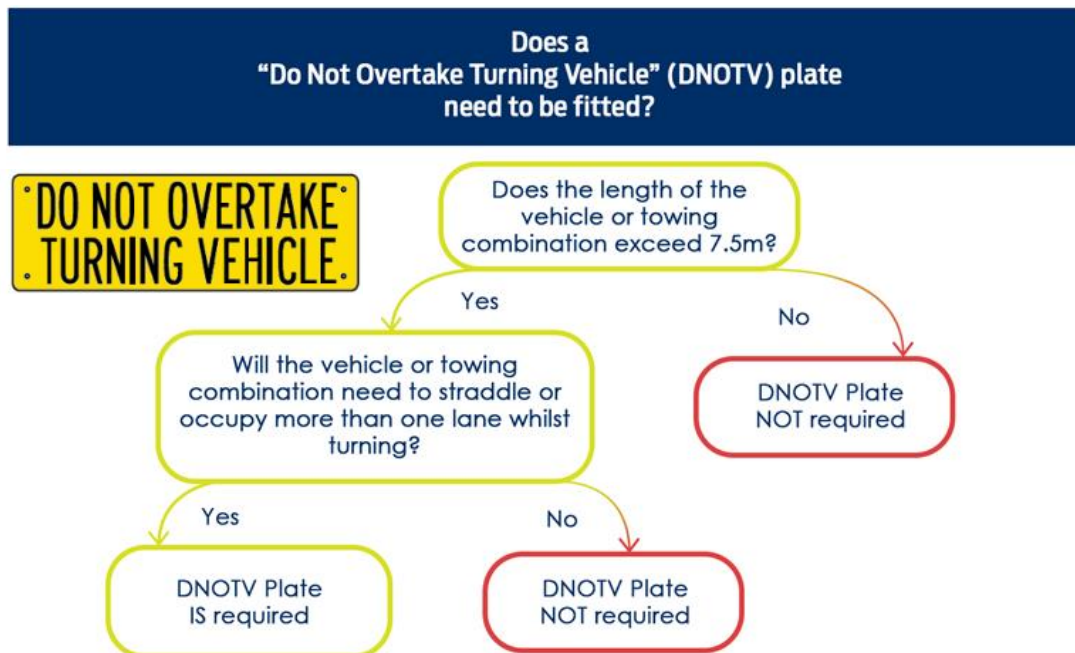 Does a
“Do Not Overtake Turning Vehicle” (DNOTV) plate
need to be fitted?
DO NOT OVERTAKE
TURNING VEHICLE
Does the length of the
vehicle or towing
combination exceed 7.5m?
Yes
No
Will the vehicle or towing
combination need to straddle or
occupy more than one lane whilst
turning?
DNOTV Plate
NOT required
Yes
No
DNOTV Plate
IS required
DNOTV Plate
NOT required